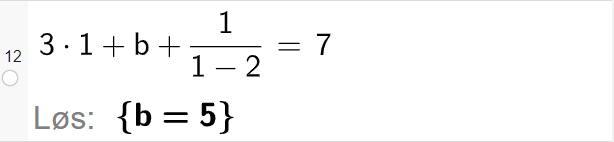 12
3 · 1 + b + 1/(1 − 2) = 7
Løs: {b = 5}